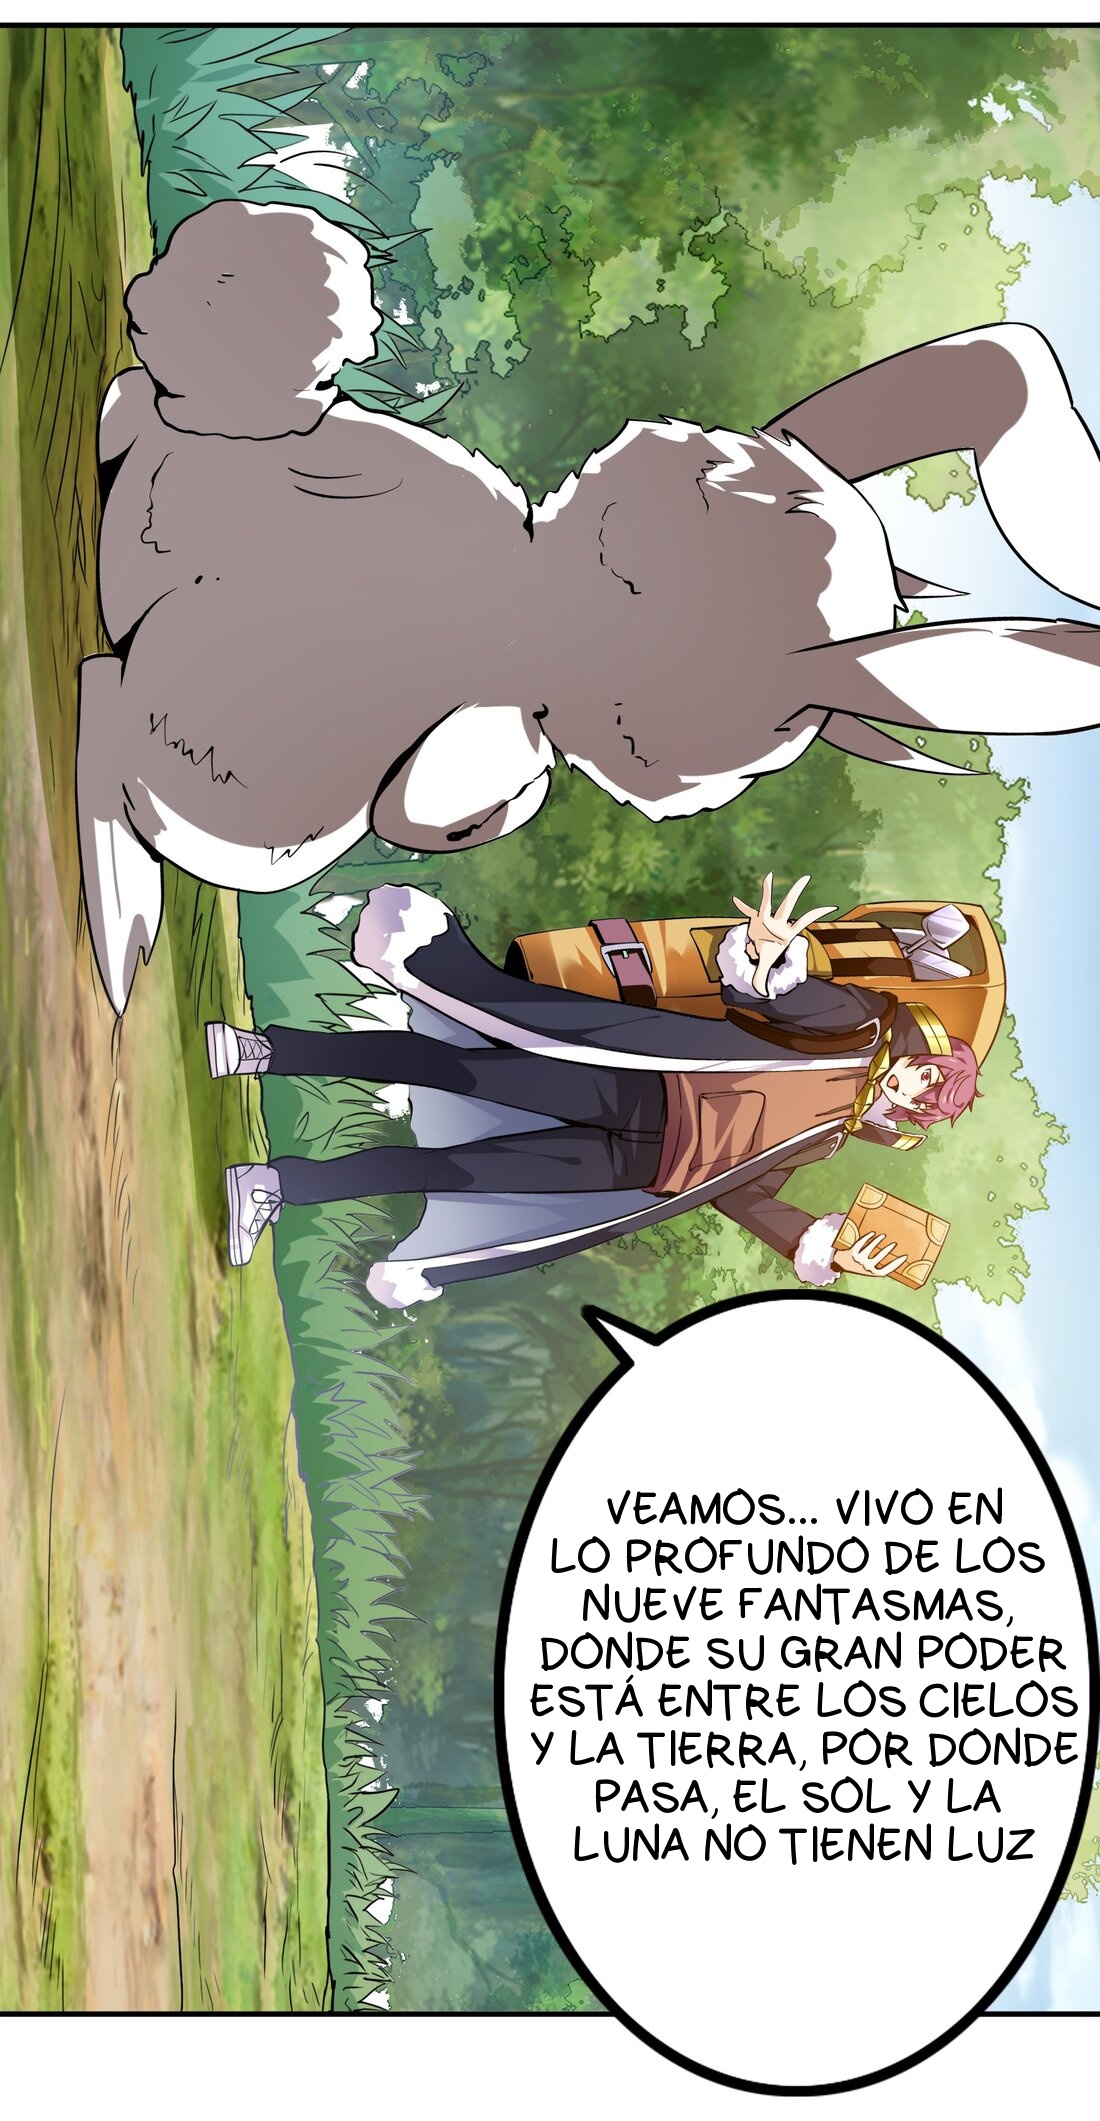 VEAMOS... VIVO EN
LO PROFUNDO DE LOS
NUEVE FANTASMAS,
DONDE SU GRAN PODER
ESTÁ ENTRE LOS CIELOS
Y LA TIERRA, POR DONDE
PASA, EL SOL Y LA
LUNA NO TIENEN LUZ